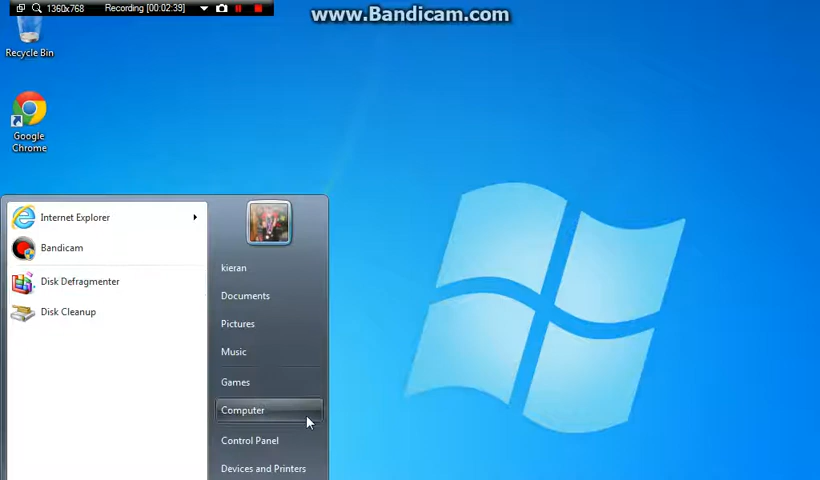 1360x768 Recording [00:02:39]
www.Bandicam.com
Recycle Bin
Google
Chrome
Internet Explorer
Bandicam
Disk Defragmenter
Disk Cleanup
kieran
Documents
Pictures
Music
Games
Computer
Control Panel
Devices and Printers